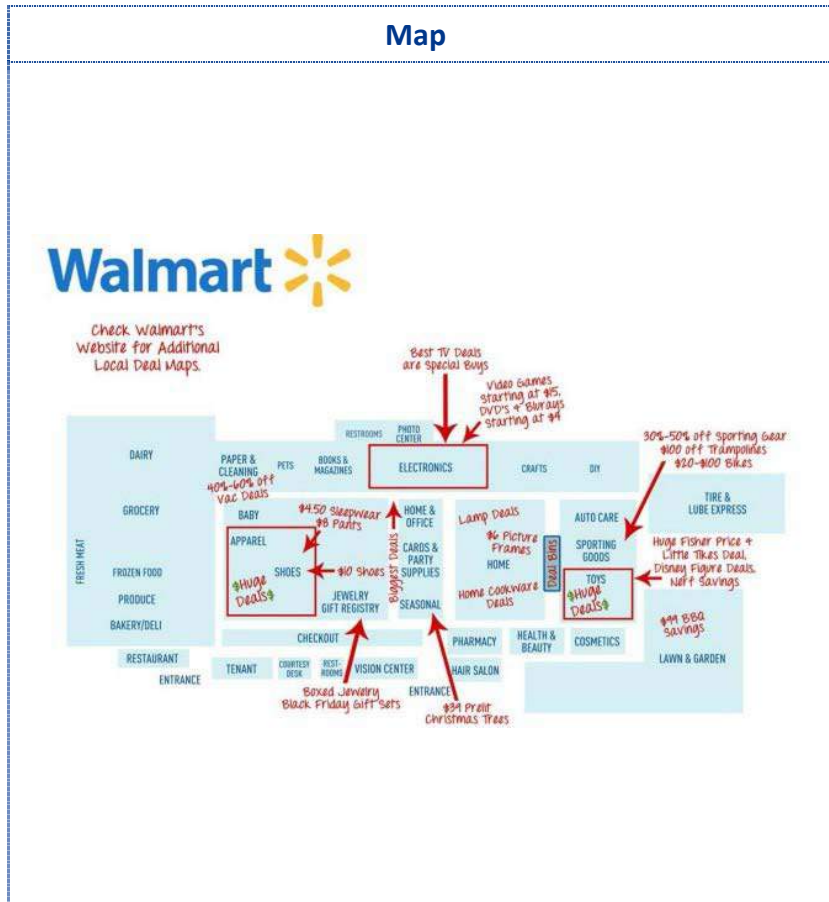 Map
Walmart
Check Walmart's
Website for Additional
Local Deal Maps.
Best TV Deals
are Special Buys
Video Games
starting at $15,
DVD's & Blurays
starting at $4
30%-50% off Sporting Gear
$100 off Trampolines
$20-$100 Bikes
RESTROOMS
PHOTO
CENTER
DAIRY
PAPER &
CLEANING
40%-60% off
Vac Deals
PETS
BOOKS &
MAGAZINES
ELECTRONICS
CRAFTS
DIY
TIRE &
LUBE EXPRESS
GROCERY
BABY
$4.50 Sleepwear
$8 Pants
HOME &
OFFICE
Lamp Deals
AUTO CARE
APPAREL
Biggest Deals
CARDS &
PARTY
SUPPLIES
$6 Picture
Frames
HOME
Deal Bins
SPORTING
GOODS
Huge Fisher Price &
Little Tikes Deal,
Disney Figure Deals,
Neff Savings
FRESH MEAT
FROZEN FOOD
SHOES
$10 Shoes
TOYS
$Huge
Deals$
$Huge
Deals$
PRODUCE
JEWELRY
GIFT REGISTRY
SEASONAL
Home Cookware
Deals
BAKERY/DELI
$99 BBQ
Savings
CHECKOUT
PHARMACY
HEALTH &
BEAUTY
COSMETICS
LAWN & GARDEN
RESTAURANT
ENTRANCE
TENANT
COURTESY
DESK
REST-
ROOMS
VISION CENTER
HAIR SALON
ENTRANCE
Boxed Jewelry
Black Friday Gift Sets
$39 Prelit
Christmas Trees